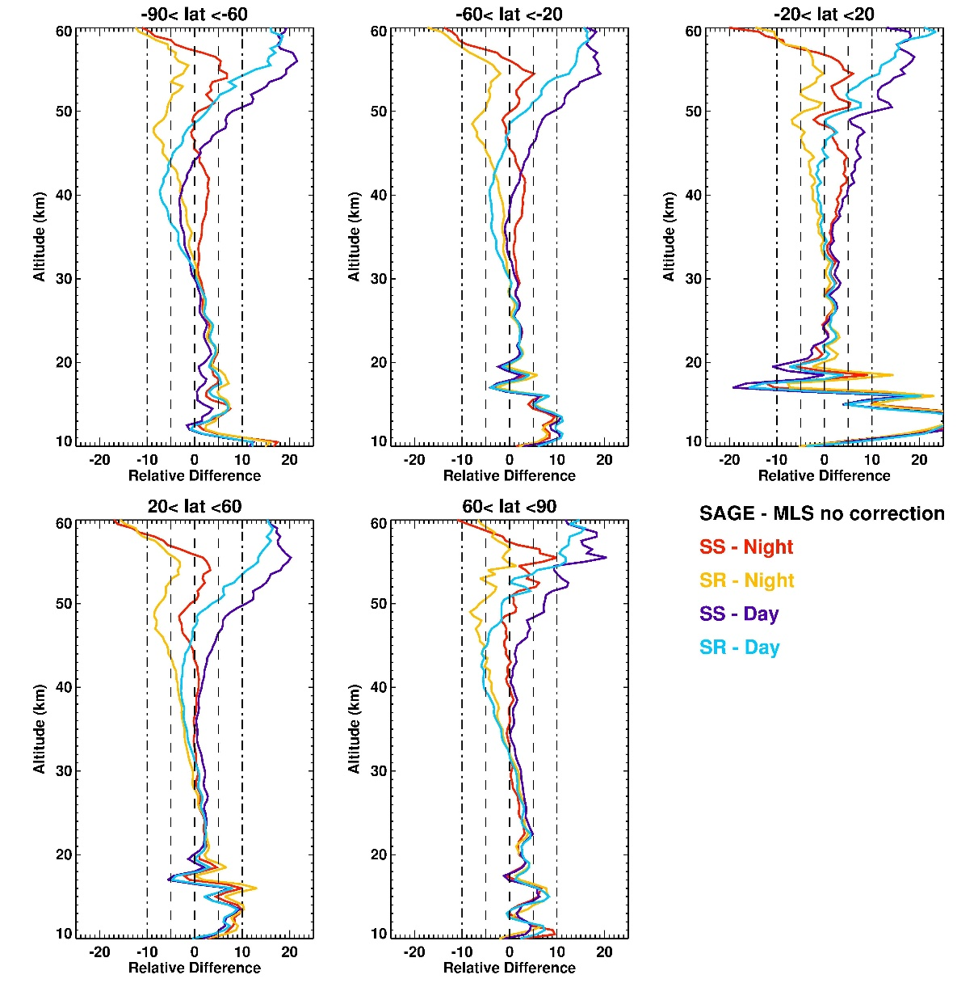 -90< lat <-60
60
50
40
30
20
10
Altitude (km)
-20 -10 0 10 20
Relative Difference
-60< lat <-20
60
50
40
30
20
10
Altitude (km)
-20 -10 0 10 20
Relative Difference
-20< lat <20
60
50
40
30
20
10
Altitude (km)
-20 -10 0 10 20
Relative Difference
20< lat <60
60
50
40
30
20
10
Altitude (km)
-20 -10 0 10 20
Relative Difference
60< lat <90
60
50
40
30
20
10
Altitude (km)
-20 -10 0 10 20
Relative Difference
SAGE - MLS no correction
SS - Night
SR - Night
SS - Day
SR - Day